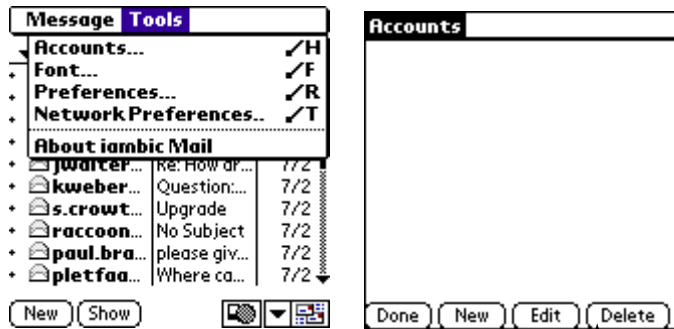 Message Tools
Accounts... /H
Font... /F
Preferences... /R
Network Preferences.. /T
About iambic Mail
jwalter... Re: How ar... 7/2
kweber... Question:... 7/2
s.crowt... Upgrade 7/2
raccoon... No Subject 7/2
paul.bra... please giv... 7/2
pletfaa... Where ca... 7/2
New Show
Accounts
Done New Edit Delete